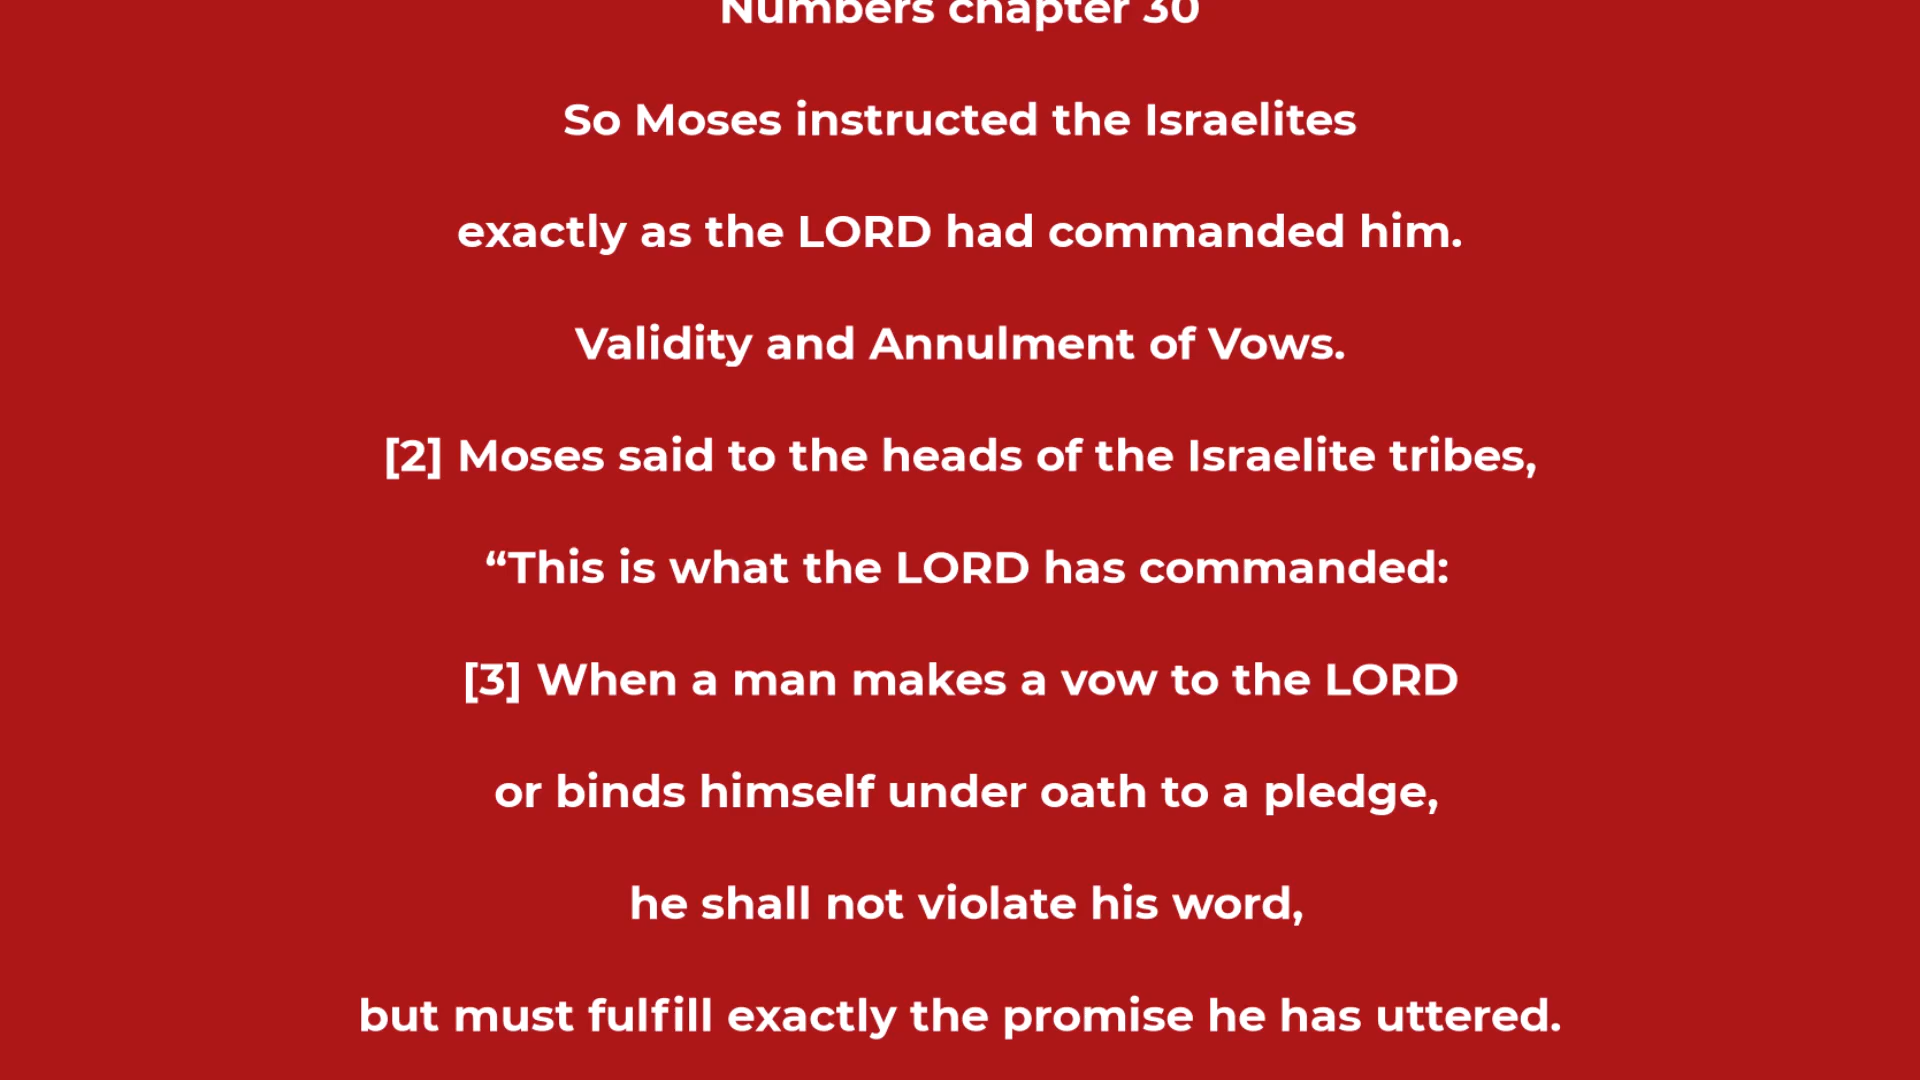 Numbers chapter 30
So Moses instructed the Israelites
exactly as the LORD had commanded him.
Validity and Annulment of Vows.
[2] Moses said to the heads of the Israelite tribes,
“This is what the LORD has commanded:
[3] When a man makes a vow to the LORD
or binds himself under oath to a pledge,
he shall not violate his word,
but must fulfill exactly the promise he has uttered.